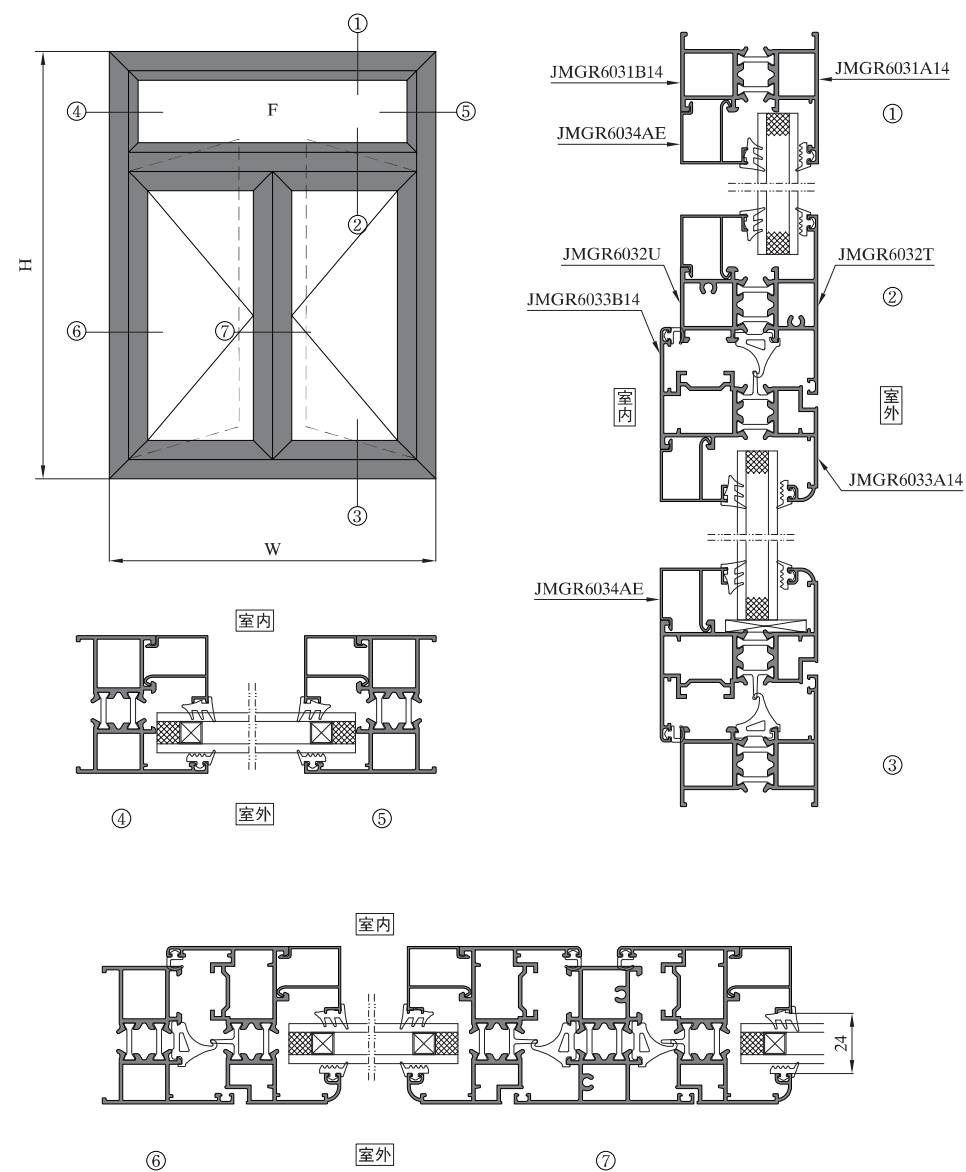 ①
④
F
⑤
②
H
⑥
⑦
③
W
JMGR6031B14
JMGR6031A14
①
JMGR6034AE
JMGR6032U
JMGR6032T
②
JMGR6033B14
室内
室外
JMGR6033A14
JMGR6034AE
③
室内
室外
④
⑤
室内
24
室外
⑥
⑦